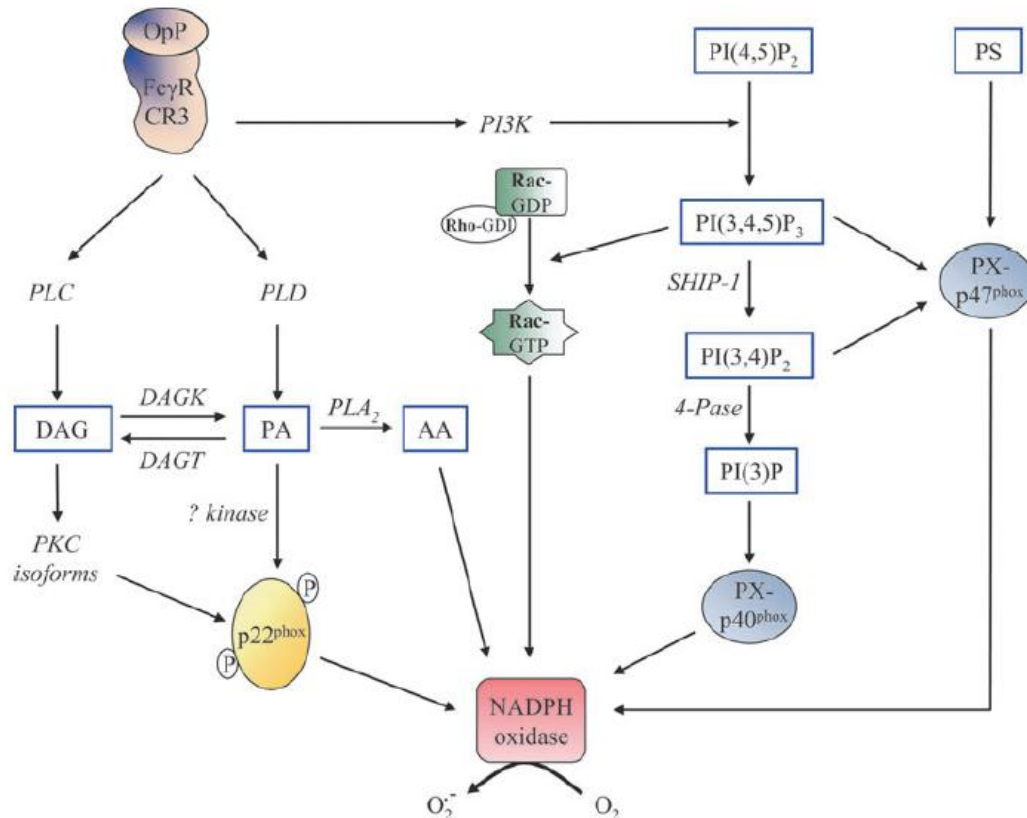 OpP
FcγR
CR3
PI(4,5)P₂
PS
PI3K
Rac-
GDP
Rho-GDI
PI(3,4,5)P₃
PX-
p47ᵖʰᵒˣ
PLC
PLD
SHIP-1
Rac-
GTP
PI(3,4)P₂
DAGK
PLA₂
DAG
PA
AA
4-Pase
DAGT
PI(3)P
? kinase
PKC
isoforms
P
PX-
p40ᵖʰᵒˣ
p22ᵖʰᵒˣ
P
NADPH
oxidase
O₂·⁻
O₂